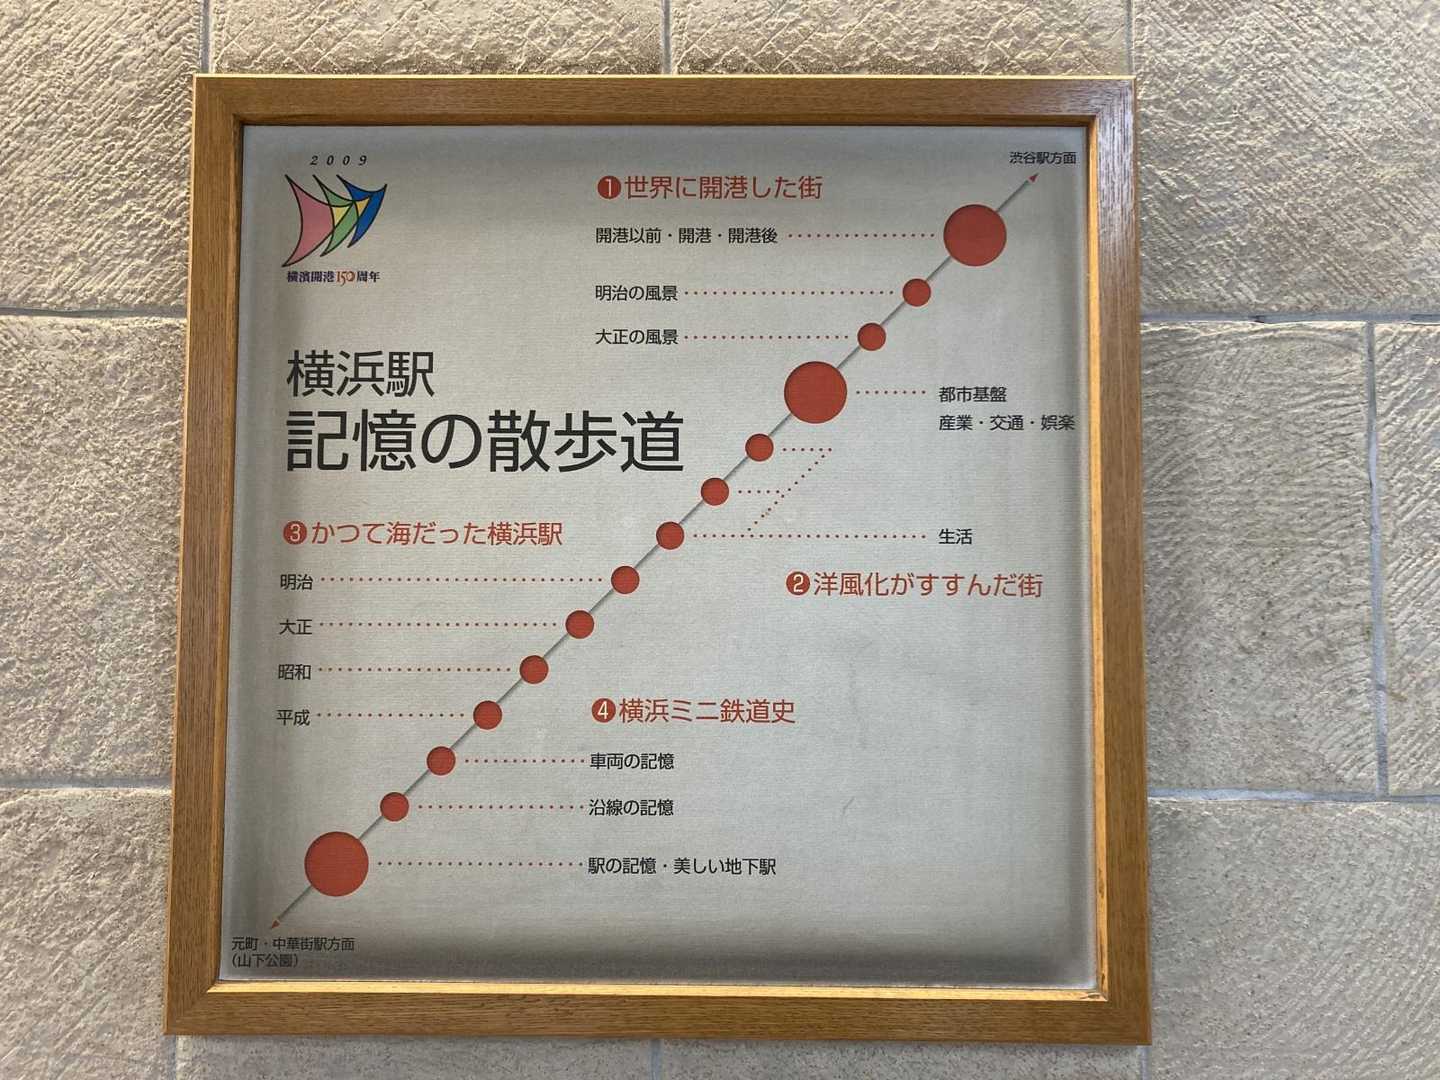 2009
横濱開港150周年
渋谷駅方面
❶世界に開港した街
開港以前・開港・開港後
明治の風景
大正の風景
横浜駅
記憶の散歩道
都市基盤
産業・交通・娯楽
生活
❷洋風化がすすんだ街
❸かつて海だった横浜駅
明治
大正
昭和
平成
❹横浜ミニ鉄道史
車両の記憶
沿線の記憶
駅の記憶・美しい地下駅
元町・中華街駅方面
(山下公園)